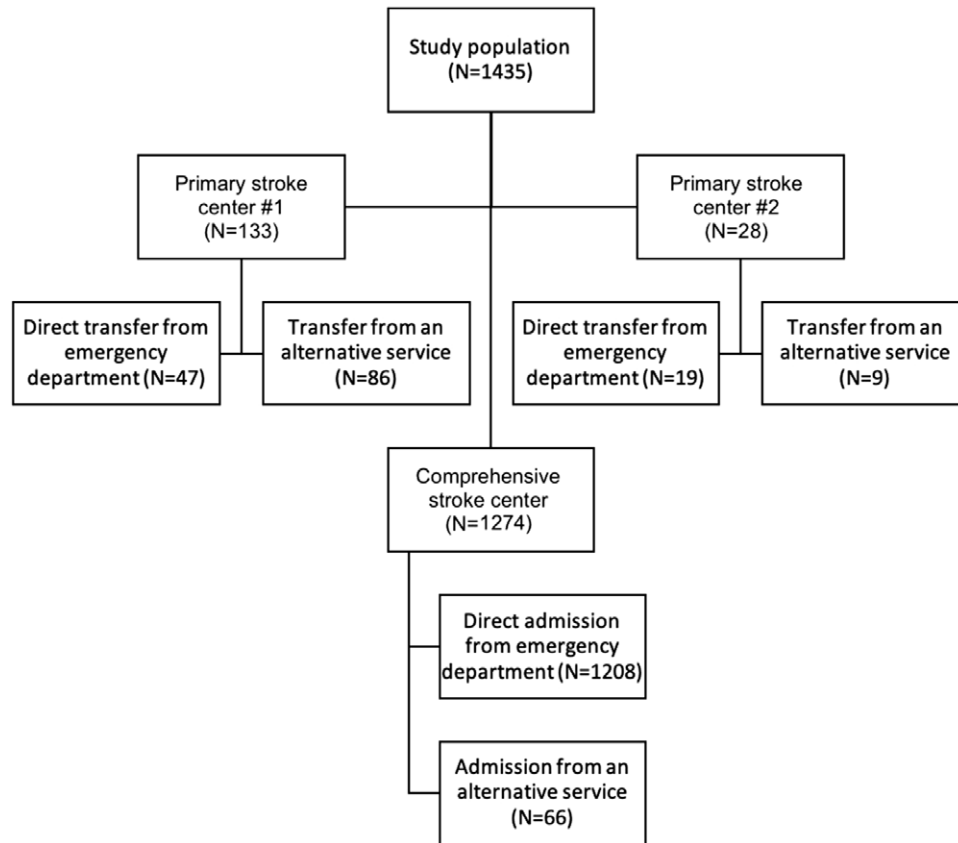 Study population
(N=1435)
Primary stroke
center #1
(N=133)
Primary stroke
center #2
(N=28)
Direct transfer from
emergency
department (N=47)
Transfer from an
alternative service
(N=86)
Direct transfer from
emergency
department (N=19)
Transfer from an
alternative service
(N=9)
Comprehensive
stroke center
(N=1274)
Direct admission
from emergency
department (N=1208)
Admission from an
alternative service
(N=66)